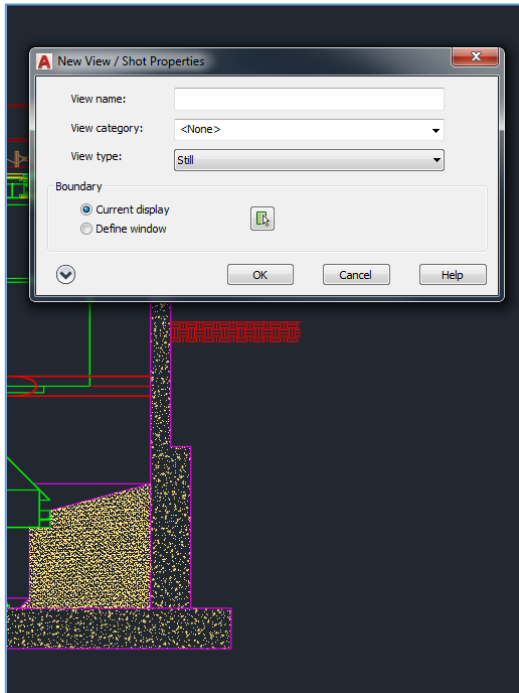 New View / Shot Properties
View name:
View category: <None>
View type: Still
Boundary
Current display
Define window
OK Cancel Help